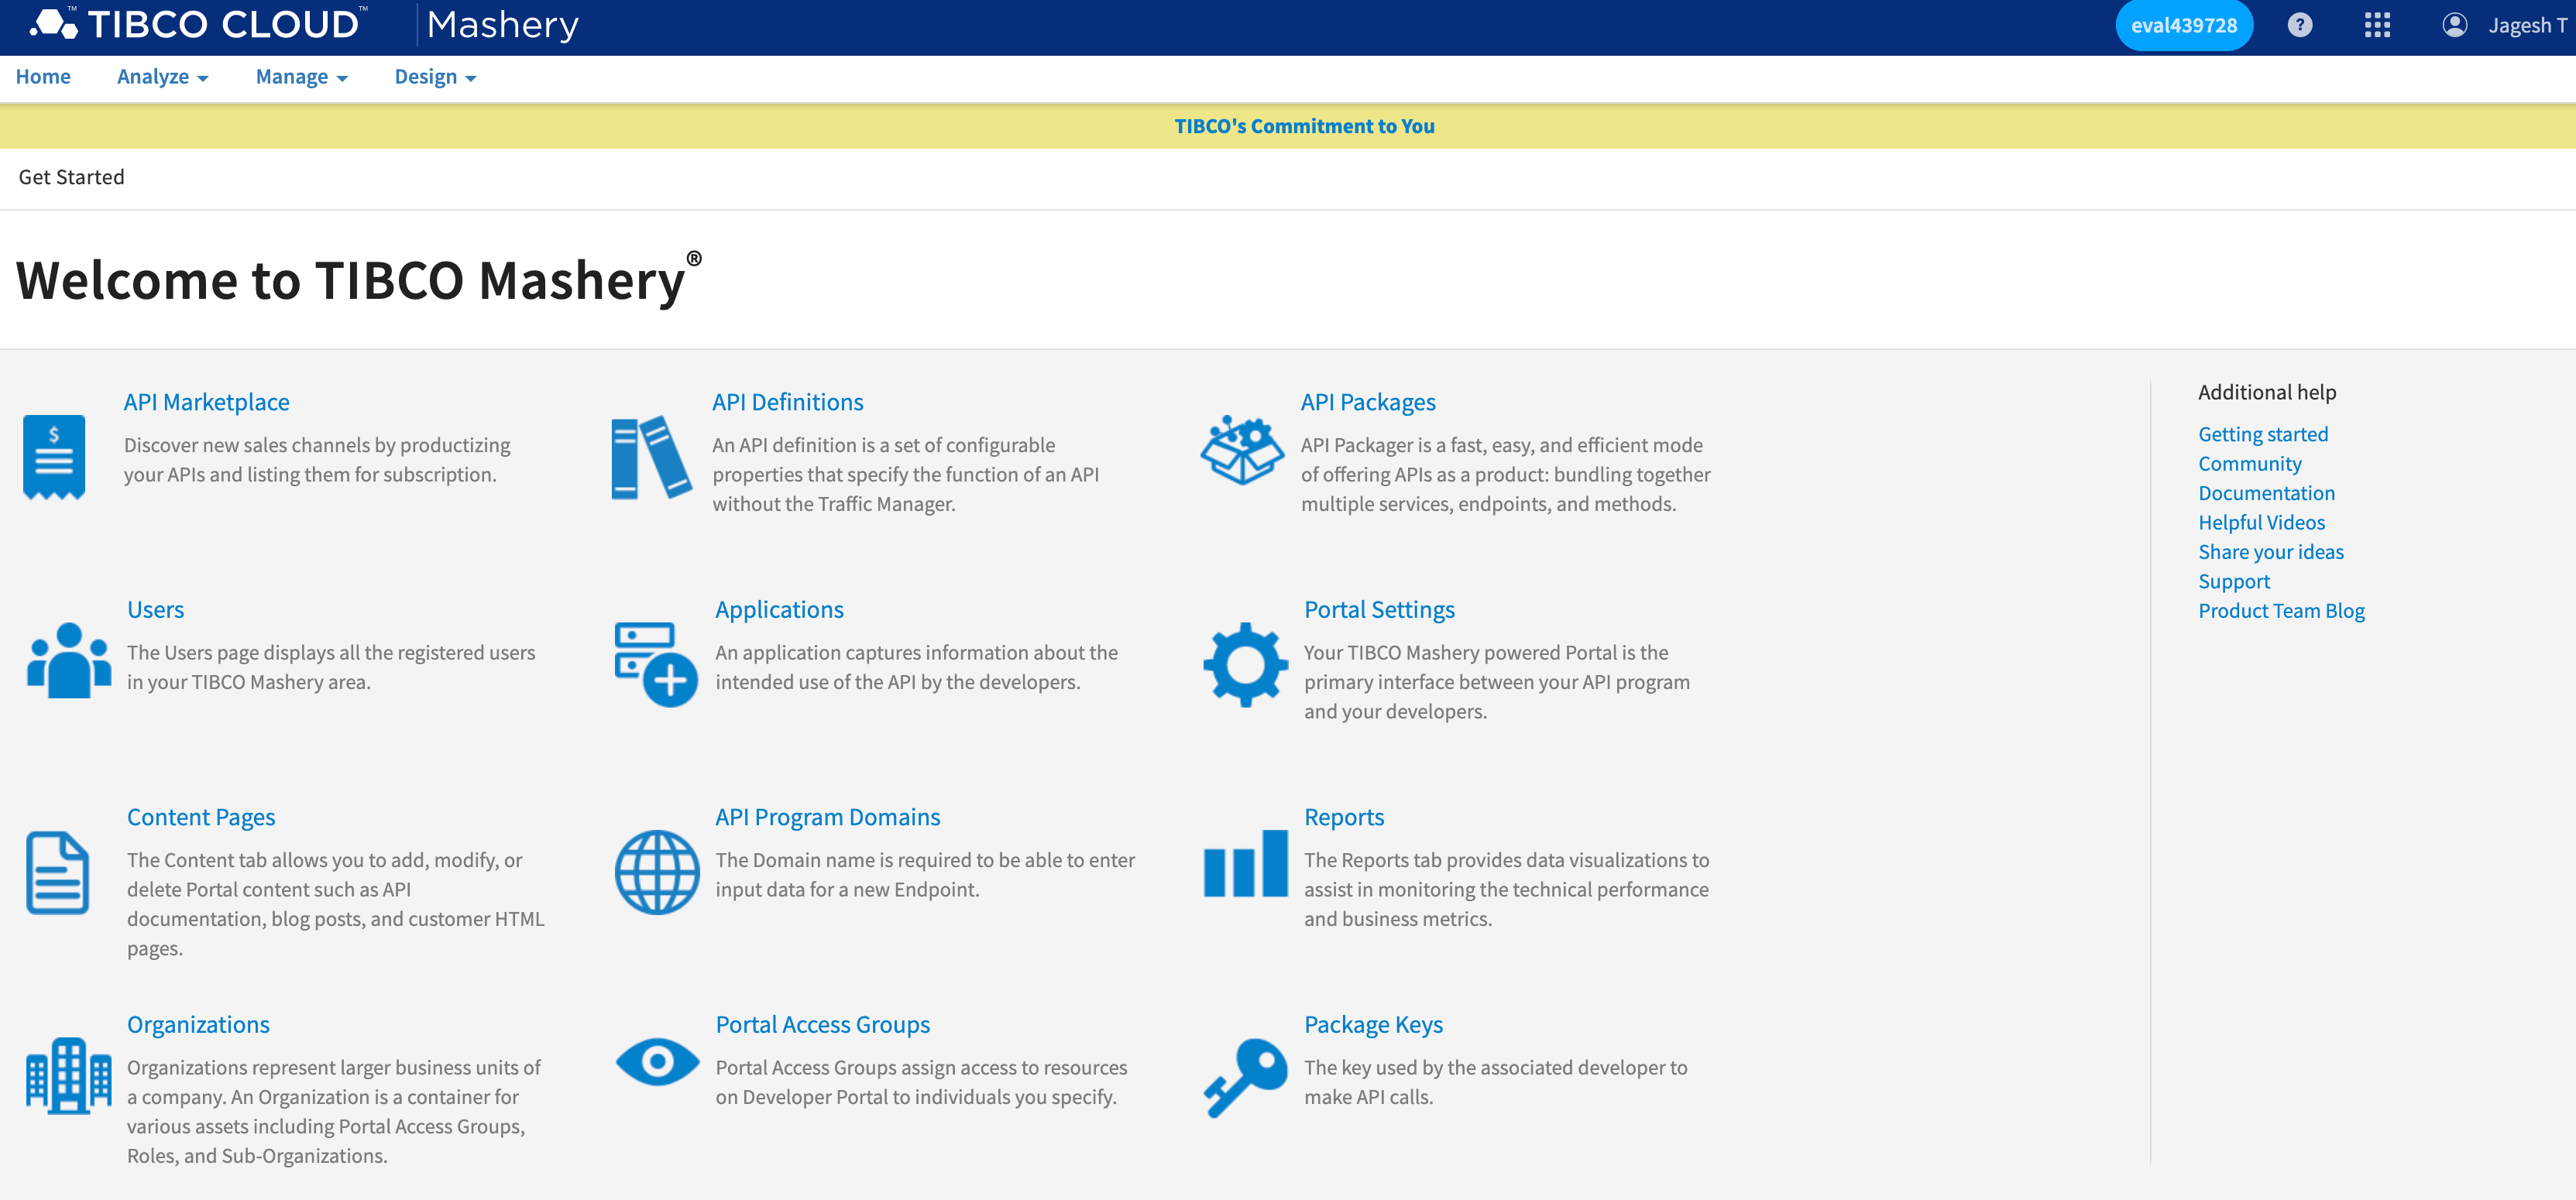 TIBCO CLOUD™ Mashery
eval439728 ? Jagesh T
Home Analyze Manage Design
TIBCO's Commitment to You
Get Started
Welcome to TIBCO Mashery®
API Marketplace
Discover new sales channels by productizing
your APIs and listing them for subscription.
API Definitions
An API definition is a set of configurable
properties that specify the function of an API
without the Traffic Manager.
API Packages
API Packager is a fast, easy, and efficient mode
of offering APIs as a product: bundling together
multiple services, endpoints, and methods.
Users
The Users page displays all the registered users
in your TIBCO Mashery area.
Applications
An application captures information about the
intended use of the API by the developers.
Portal Settings
Your TIBCO Mashery powered Portal is the
primary interface between your API program
and your developers.
Content Pages
The Content tab allows you to add, modify, or
delete Portal content such as API
documentation, blog posts, and customer HTML
pages.
API Program Domains
The Domain name is required to be able to enter
input data for a new Endpoint.
Reports
The Reports tab provides data visualizations to
assist in monitoring the technical performance
and business metrics.
Organizations
Organizations represent larger business units of
a company. An Organization is a container for
various assets including Portal Access Groups,
Roles, and Sub-Organizations.
Portal Access Groups
Portal Access Groups assign access to resources
on Developer Portal to individuals you specify.
Package Keys
The key used by the associated developer to
make API calls.
Additional help
Getting started
Community
Documentation
Helpful Videos
Share your ideas
Support
Product Team Blog